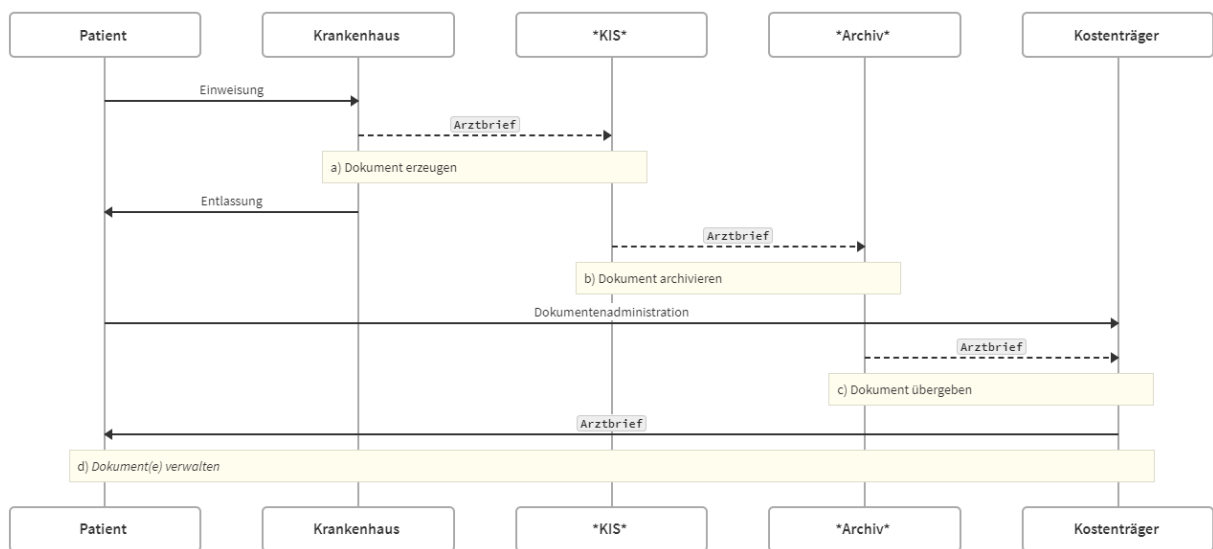 Patient Krankenhaus *KIS* *Archiv* Kostenträger
Einweisung
Arztbrief
a) Dokument erzeugen
Entlassung
Arztbrief
b) Dokument archivieren
Dokumentenadministration
Arztbrief
c) Dokument übergeben
Arztbrief
d) Dokument(e) verwalten
Patient Krankenhaus *KIS* *Archiv* Kostenträger